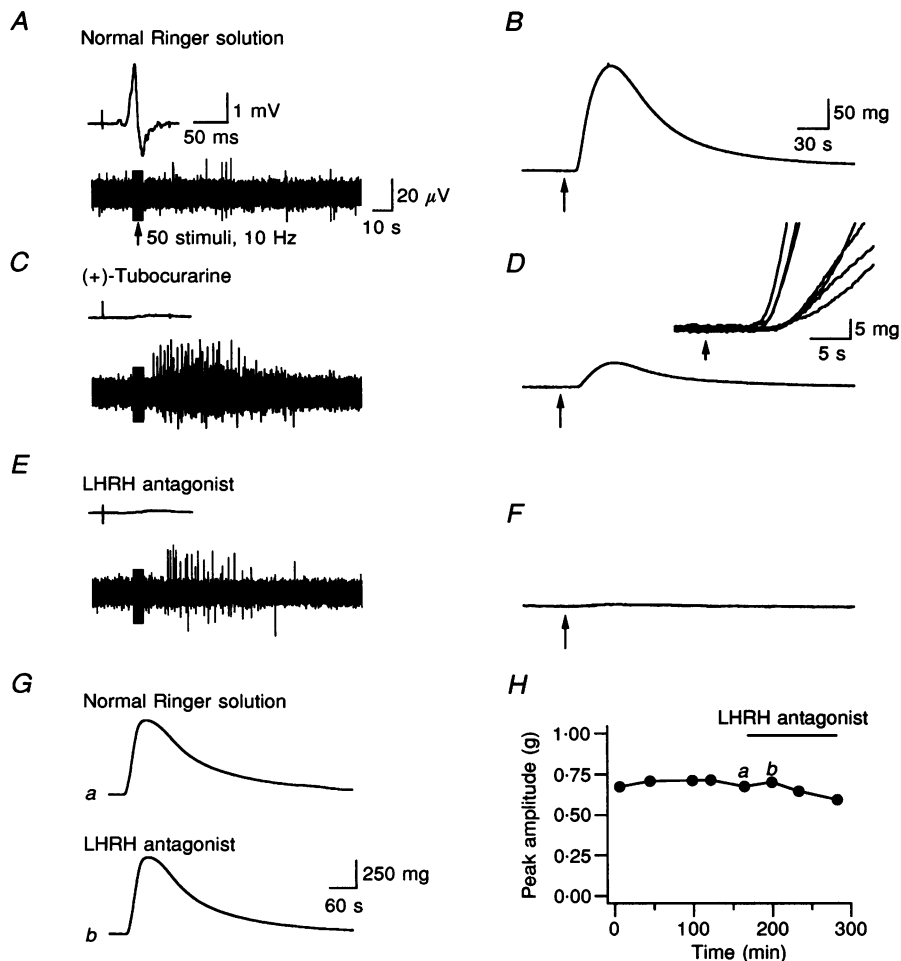 A
Normal Ringer solution
1 mV
50 ms
20 μV
10 s
50 stimuli, 10 Hz
B
50 mg
30 s
C
(+)-Tubocurarine
D
5 mg
5 s
E
LHRH antagonist
F
G
Normal Ringer solution
a
LHRH antagonist
250 mg
60 s
b
H
LHRH antagonist
Peak amplitude (g)
1·00
0·75
0·50
0·25
0·00
a
b
0
100
200
300
Time (min)